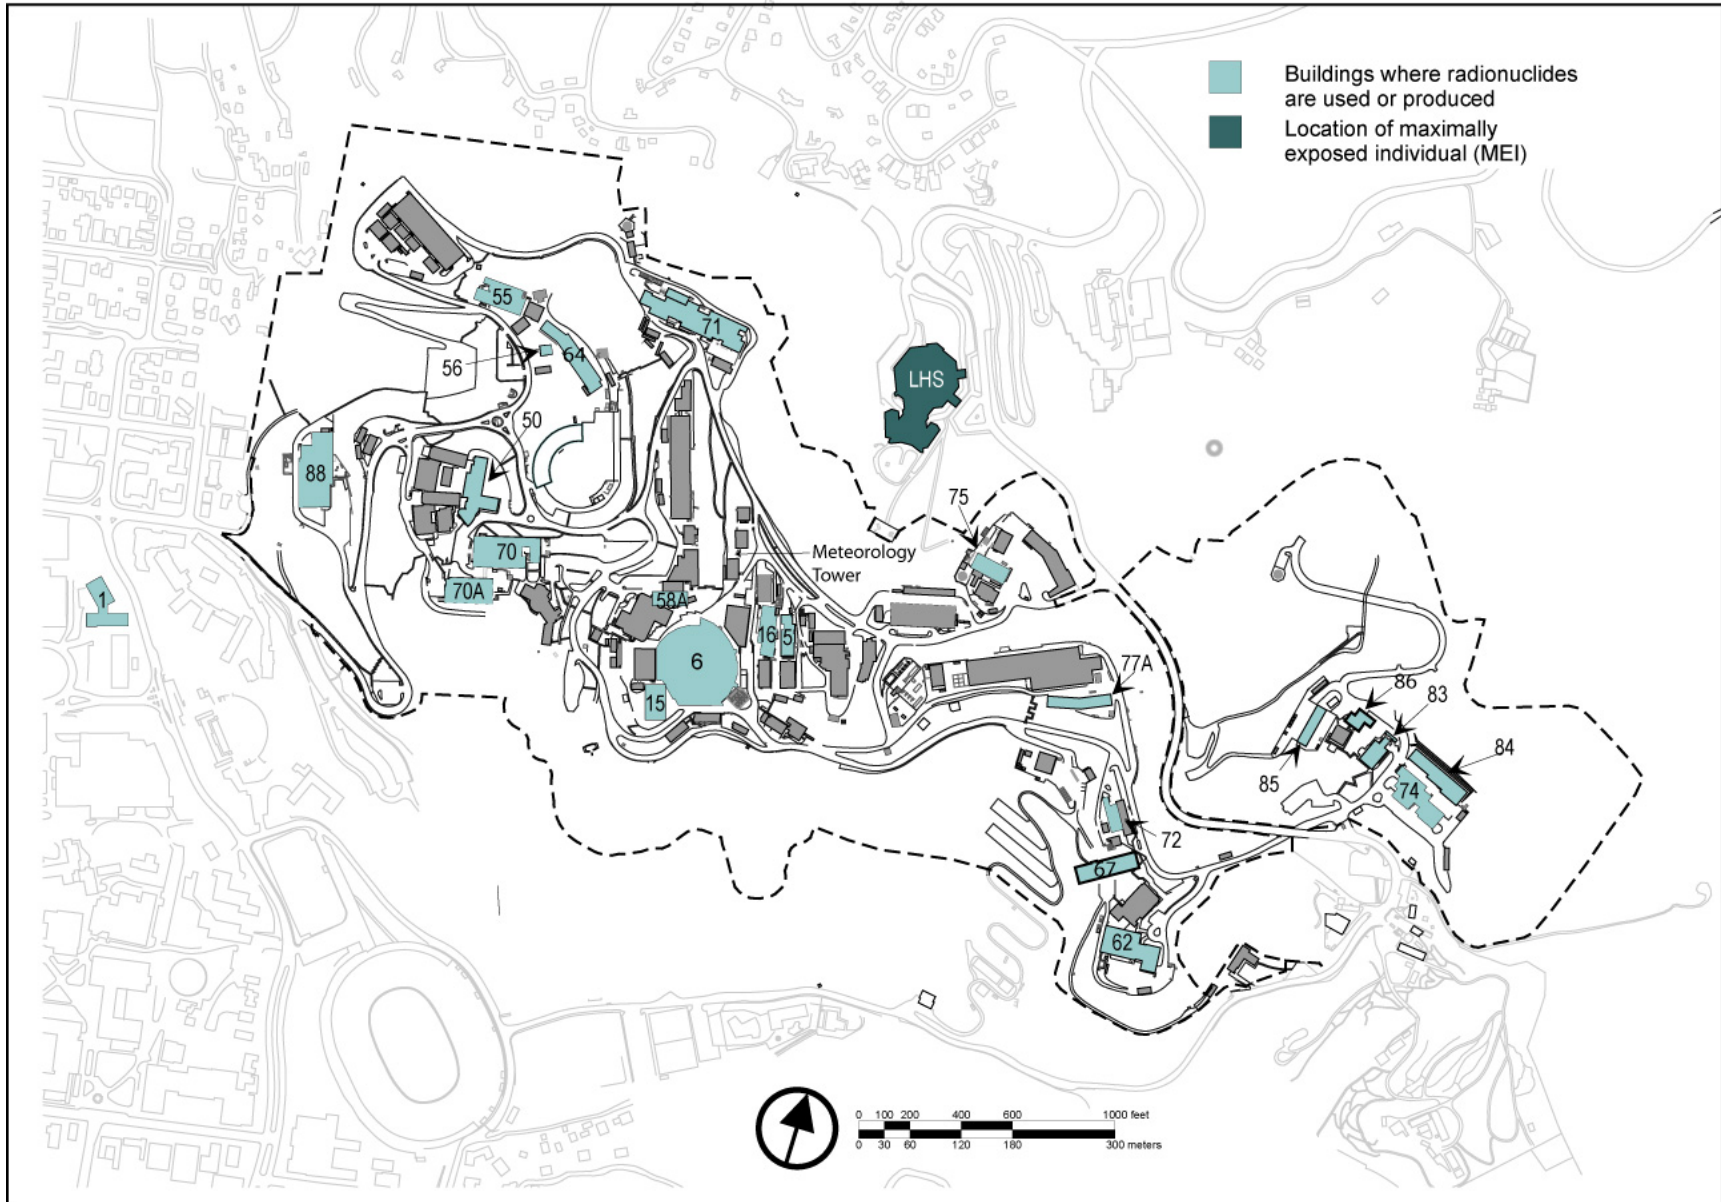 Buildings where radionuclides
are used or produced
Location of maximally
exposed individual (MEI)
55
71
56
64
LHS
50
88
75
70
Meteorology
Tower
70A
1
58A
16
5
6
77A
15
86
83
84
85
74
72
67
62
0 100 200 400 600 1000 feet
0 30 60 120 180 300 meters